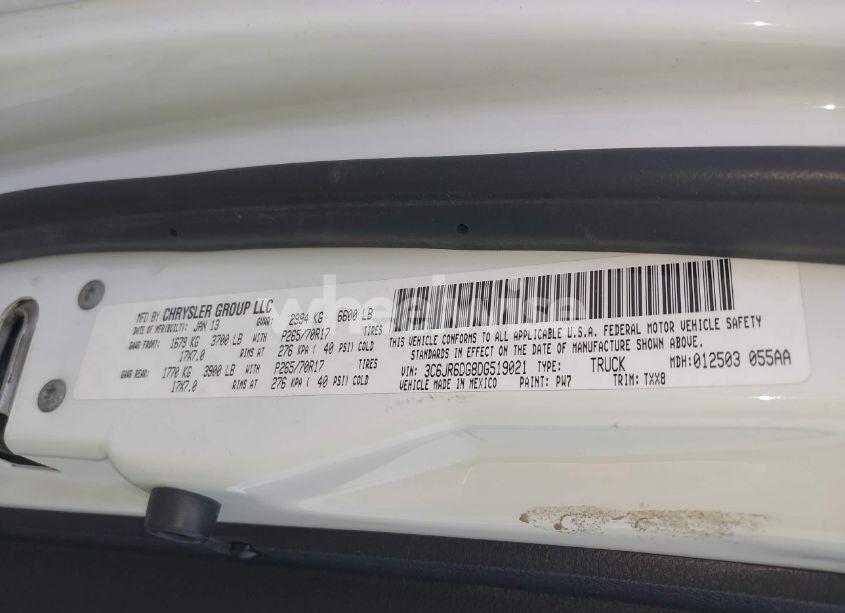 MFD BY CHRYSLER GROUP LLC
DATE OF MFR(BUILT): JAN 13 GVWR: 2994 KG 6600 LB
GAWR FRONT: 1679 KG 3700 LB WITH P265/70R17 TIRES
17X7.0 RIMS AT 276 KPA ( 40 PSI) COLD
GAWR REAR: 1770 KG 3900 LB WITH P265/70R17 TIRES
17X7.0 RIMS AT 276 KPA ( 40 PSI) COLD
THIS VEHICLE CONFORMS TO ALL APPLICABLE U.S.A. FEDERAL MOTOR VEHICLE SAFETY
STANDARDS IN EFFECT ON THE DATE OF MANUFACTURE SHOWN ABOVE.
VIN: 3C6JR6DG8DG519021 TYPE: TRUCK MDH:012503 055AA
VEHICLE MADE IN MEXICO PAINT: PW7 TRIM: TXX8